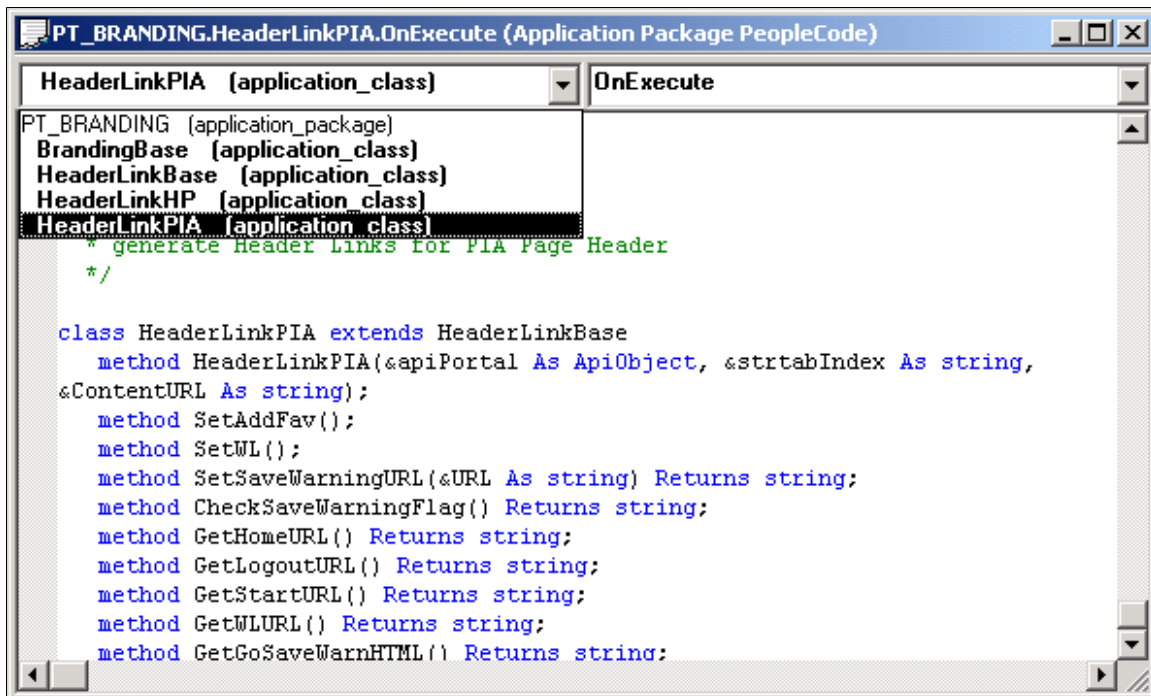 PT_BRANDING.HeaderLinkPIA.OnExecute (Application Package PeopleCode)
HeaderLinkPIA (application_class) OnExecute
PT_BRANDING (application_package)
BrandingBase (application_class)
HeaderLinkBase (application_class)
HeaderLinkHP (application_class)
HeaderLinkPIA (application_class)
* generate Header Links for PIA Page Header
*/
class HeaderLinkPIA extends HeaderLinkBase
method HeaderLinkPIA(&apiPortal As ApiObject, &strtabIndex As string,
&ContentURL As string);
method SetAddFav();
method SetWL();
method SetSaveWarningURL(&URL As string) Returns string;
method CheckSaveWarningFlag() Returns string;
method GetHomeURL() Returns string;
method GetLogoutURL() Returns string;
method GetStartURL() Returns string;
method GetWLURL() Returns string;
method GetGoSaveWarnHTML() Returns string;